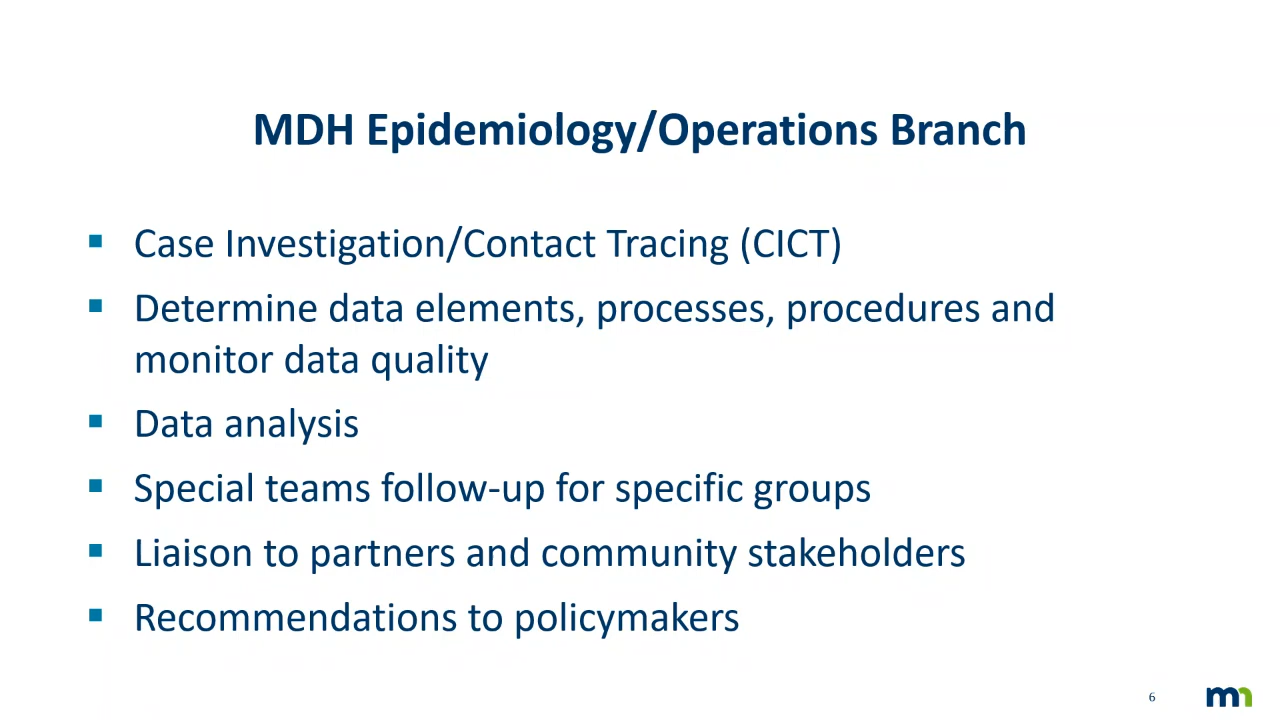 MDH Epidemiology/Operations Branch
▪ Case Investigation/Contact Tracing (CICT)
▪ Determine data elements, processes, procedures and
monitor data quality
▪ Data analysis
▪ Special teams follow-up for specific groups
▪ Liaison to partners and community stakeholders
▪ Recommendations to policymakers
6
mn